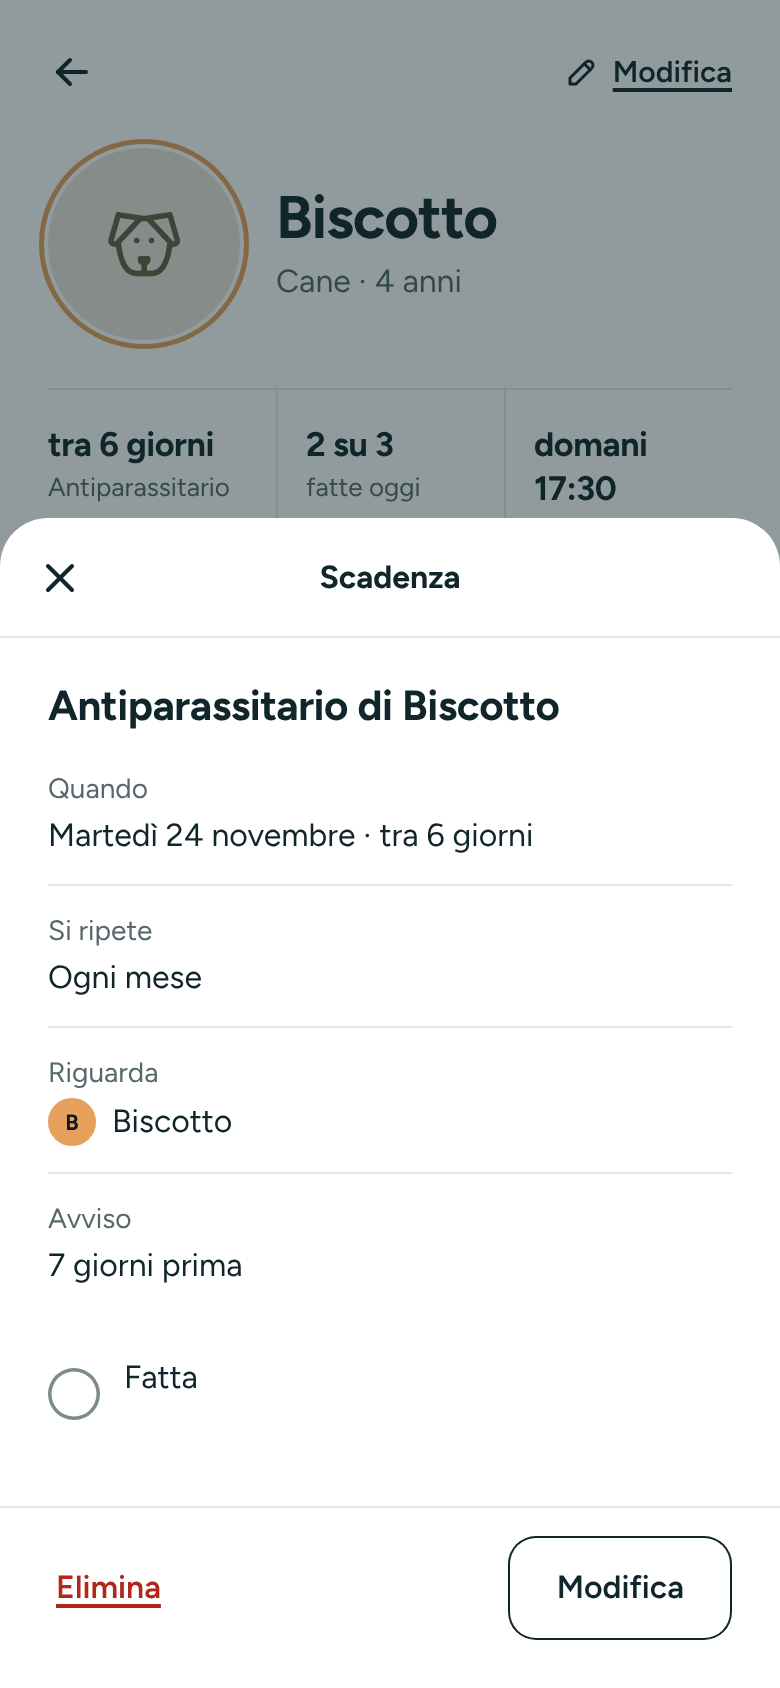 Modifica
Biscotto
Cane · 4 anni
tra 6 giorni
Antiparassitario
2 su 3
fatte oggi
domani
17:30
Scadenza
Antiparassitario di Biscotto
Quando
Martedì 24 novembre · tra 6 giorni
Si ripete
Ogni mese
Riguarda
B Biscotto
Avviso
7 giorni prima
Fatta
Elimina
Modifica